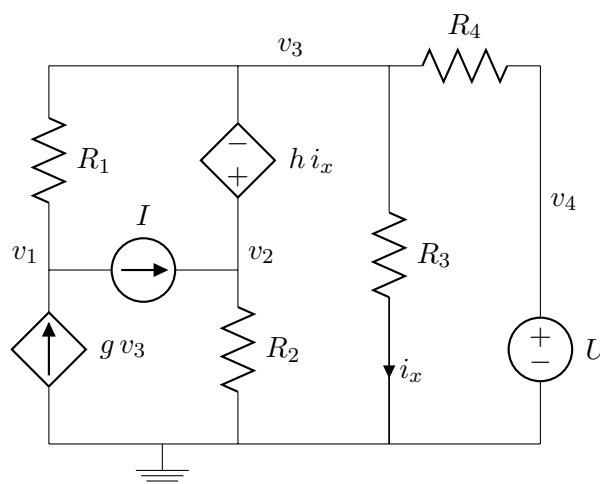 R₄
v₃
−
+
h iₓ
R₁
I
v₁
v₂
v₄
R₃
g v₃
R₂
iₓ
+
−
U